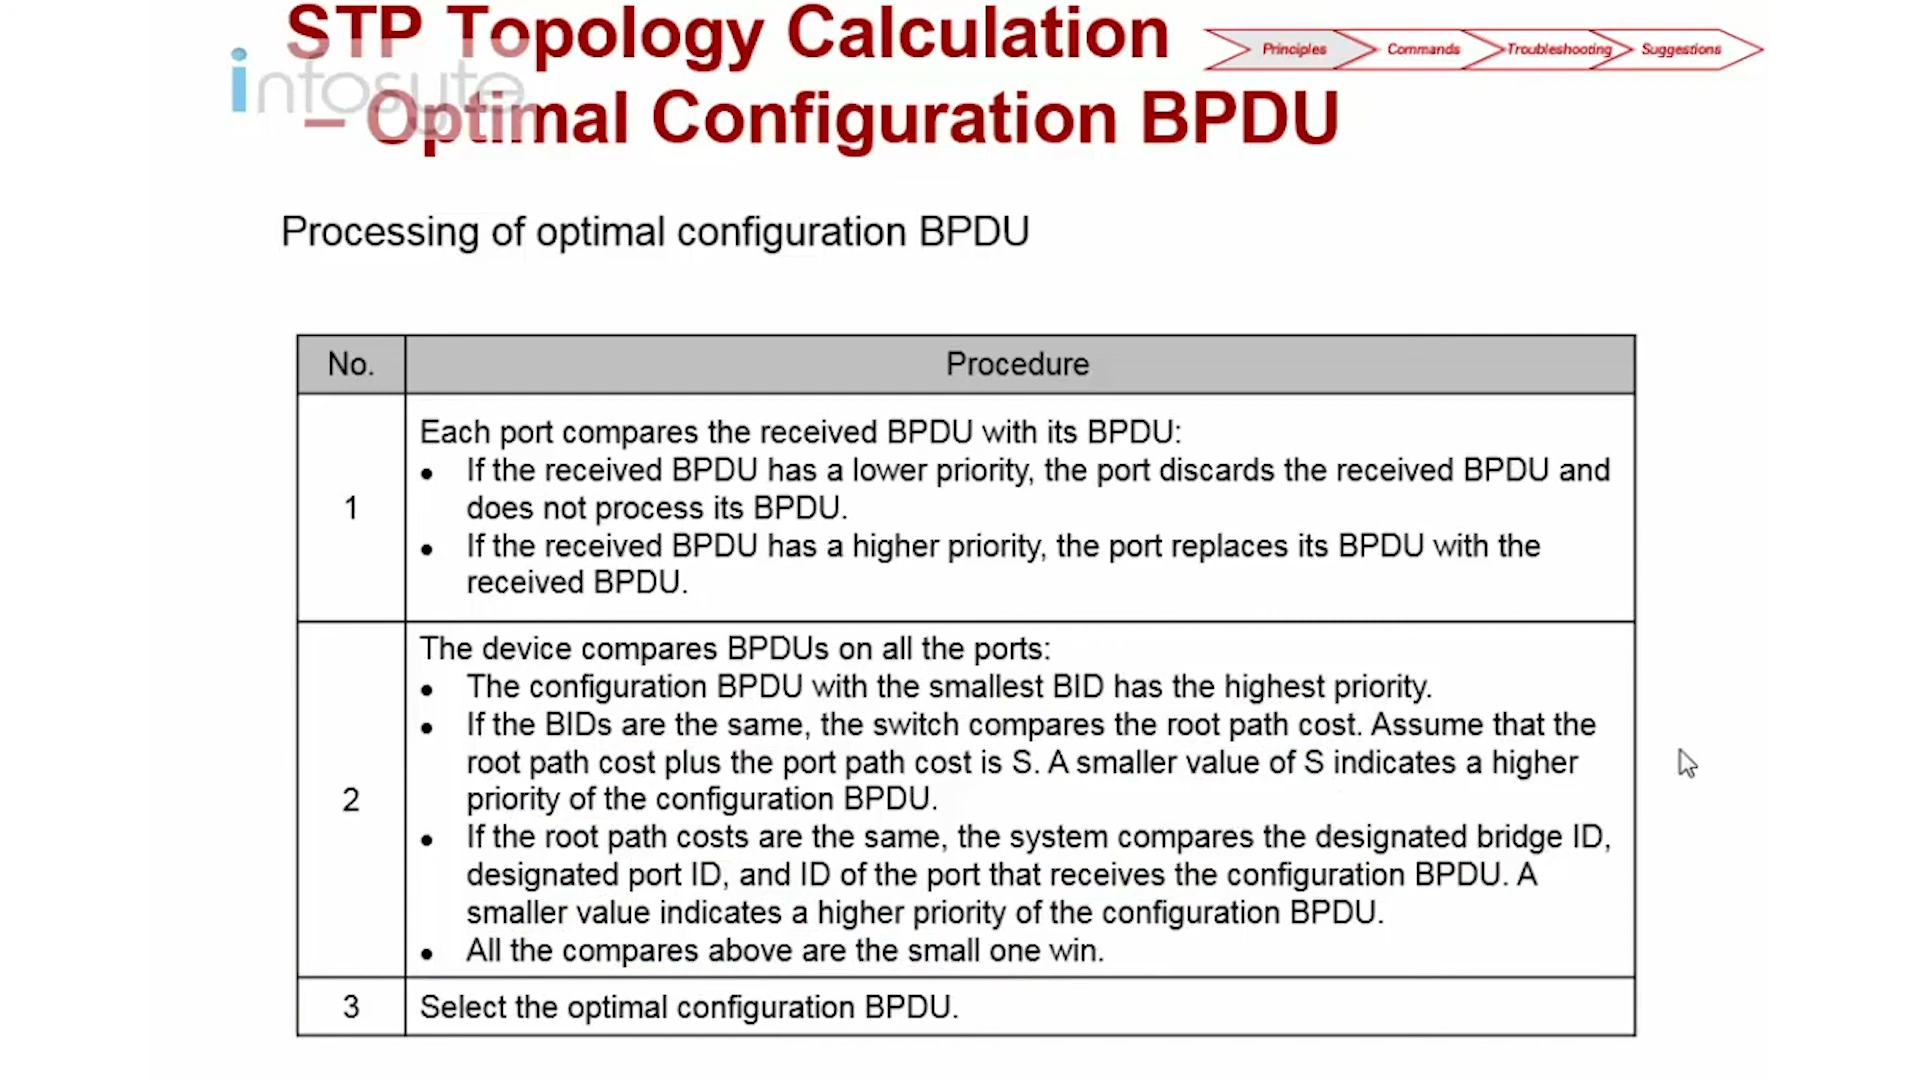 STP Topology Calculation
– Optimal Configuration BPDU
infosyte
Principles
Commands
Troubleshooting
Suggestions
Processing of optimal configuration BPDU
No.
Procedure
1
Each port compares the received BPDU with its BPDU:
• If the received BPDU has a lower priority, the port discards the received BPDU and
does not process its BPDU.
• If the received BPDU has a higher priority, the port replaces its BPDU with the
received BPDU.
2
The device compares BPDUs on all the ports:
• The configuration BPDU with the smallest BID has the highest priority.
• If the BIDs are the same, the switch compares the root path cost. Assume that the
root path cost plus the port path cost is S. A smaller value of S indicates a higher
priority of the configuration BPDU.
• If the root path costs are the same, the system compares the designated bridge ID,
designated port ID, and ID of the port that receives the configuration BPDU. A
smaller value indicates a higher priority of the configuration BPDU.
• All the compares above are the small one win.
3
Select the optimal configuration BPDU.